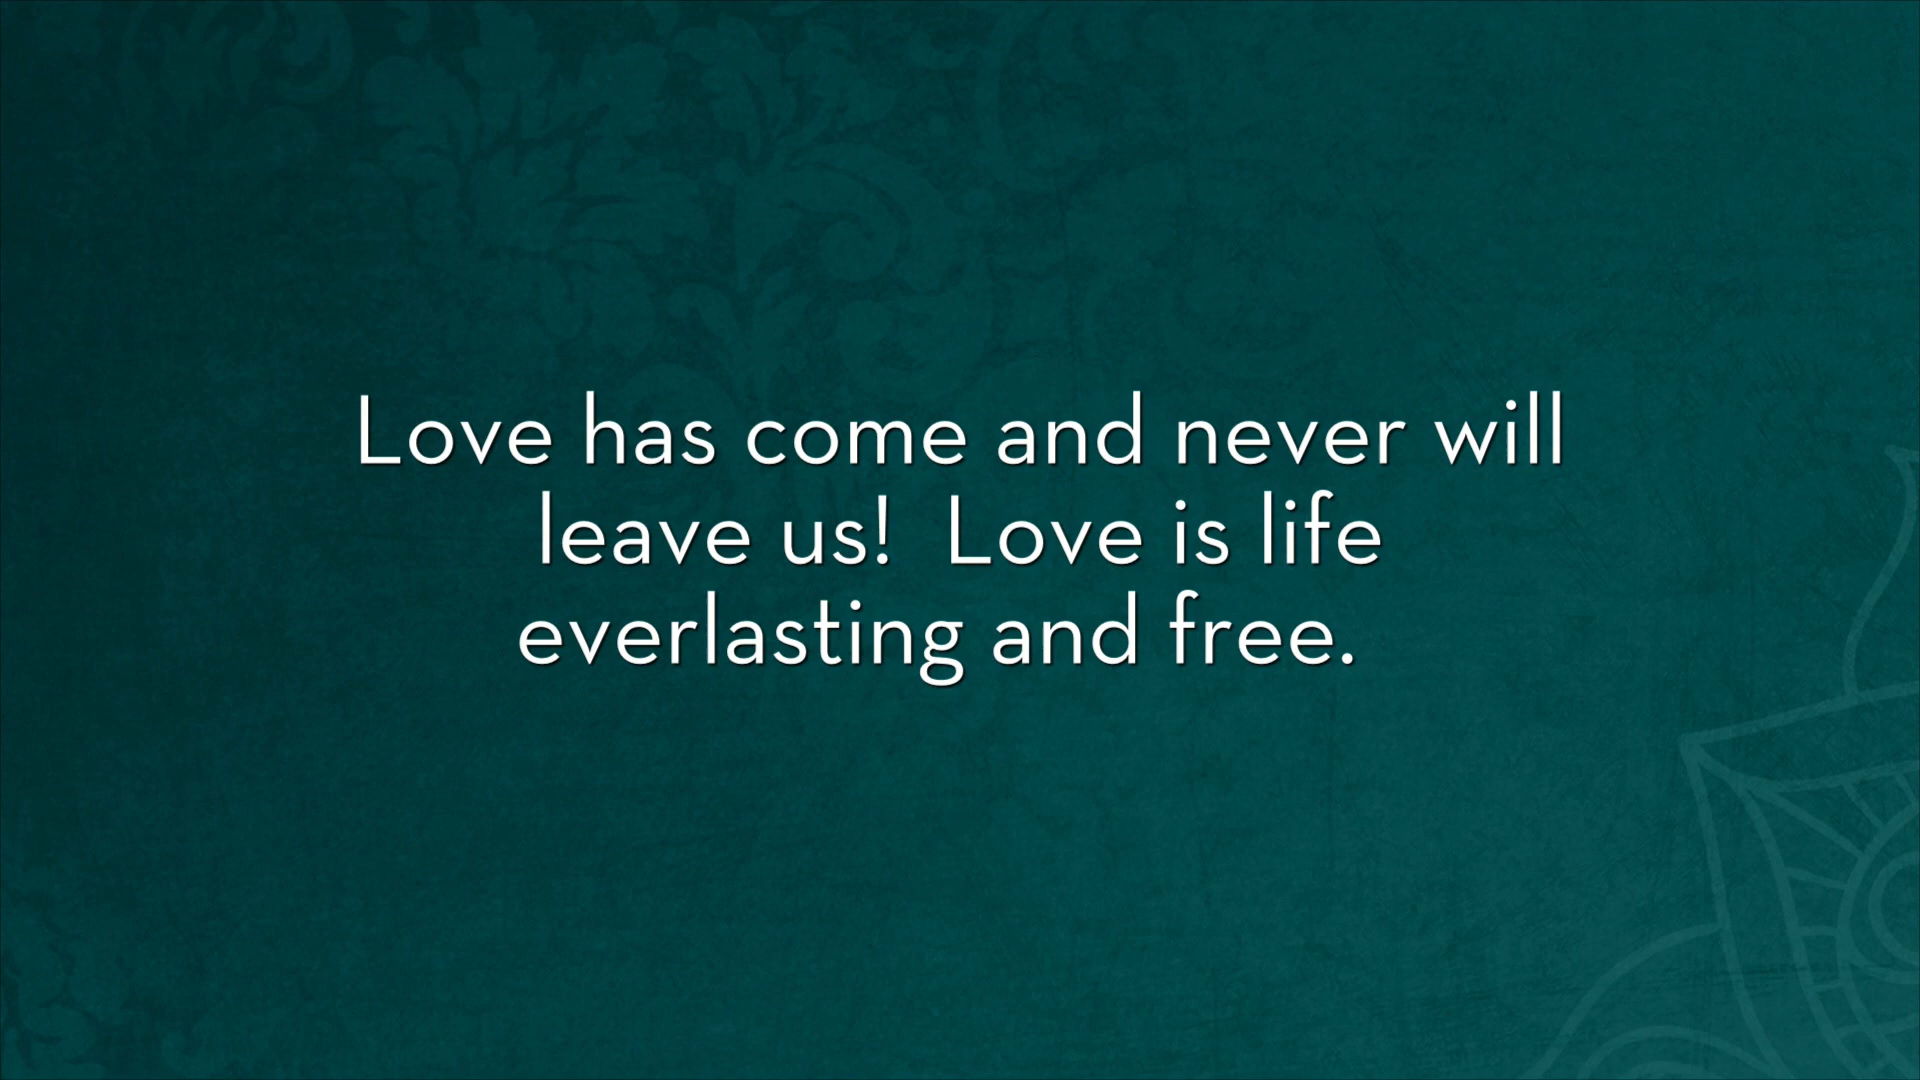 Love has come and never will
leave us!  Love is life
everlasting and free.